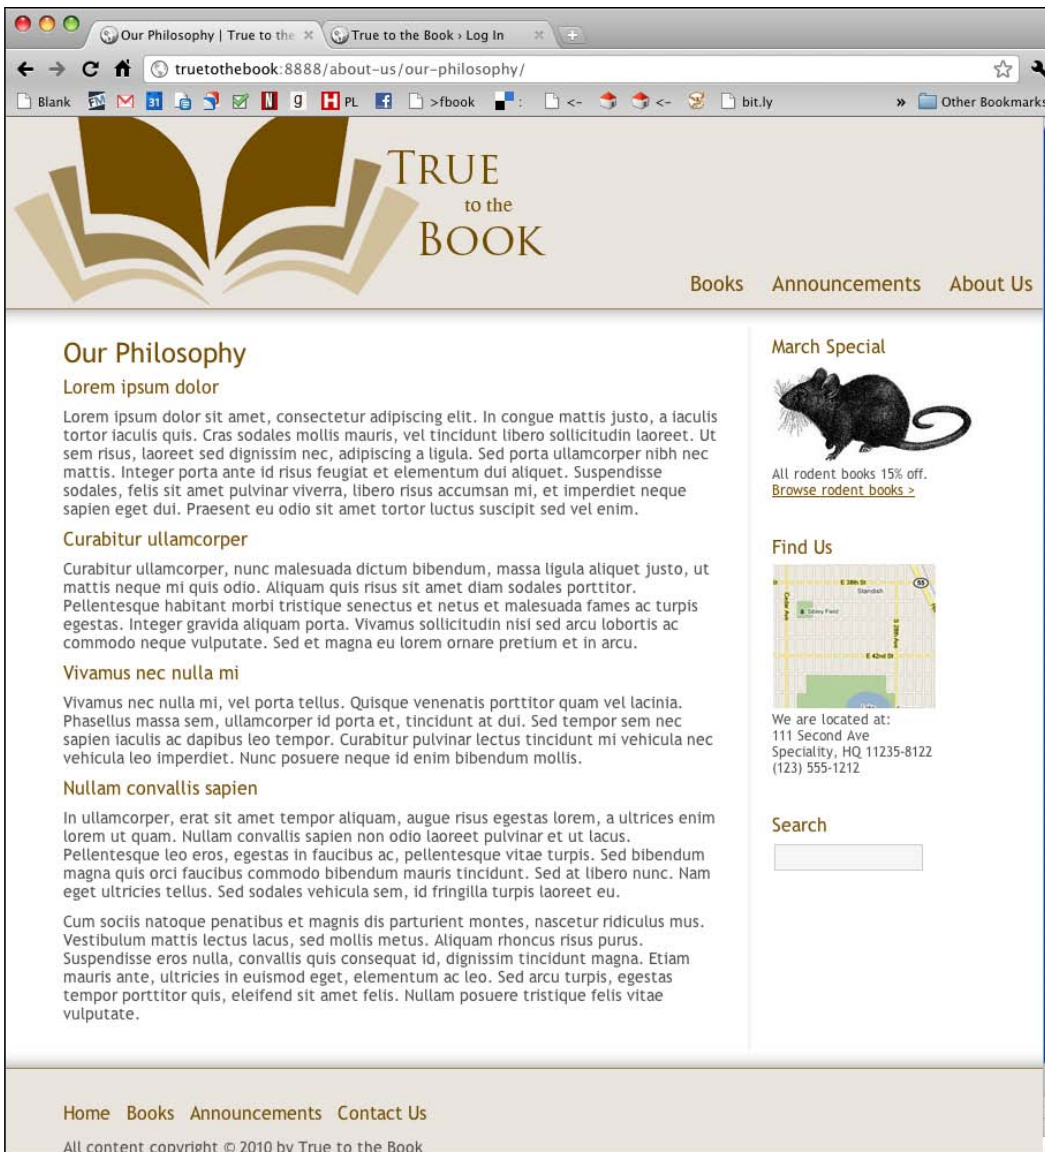 Our Philosophy | True to the
True to the Book › Log In
truetothebook:8888/about-us/our-philosophy/
Blank
31
g
PL
>fbook
:
<-
<-
bit.ly
»
Other Bookmarks
TRUE
to the
BOOK
Books Announcements About Us
Our Philosophy
Lorem ipsum dolor
Lorem ipsum dolor sit amet, consectetur adipiscing elit. In congue mattis justo, a iaculis
tortor iaculis quis. Cras sodales mollis mauris, vel tincidunt libero sollicitudin laoreet. Ut
sem risus, laoreet sed dignissim nec, adipiscing a ligula. Sed porta ullamcorper nibh nec
mattis. Integer porta ante id risus feugiat et elementum dui aliquet. Suspendisse
sodales, felis sit amet pulvinar viverra, libero risus accumsan mi, et imperdiet neque
sapien eget dui. Praesent eu odio sit amet tortor luctus suscipit sed vel enim.
Curabitur ullamcorper
Curabitur ullamcorper, nunc malesuada dictum bibendum, massa ligula aliquet justo, ut
mattis neque mi quis odio. Aliquam quis risus sit amet diam sodales porttitor.
Pellentesque habitant morbi tristique senectus et netus et malesuada fames ac turpis
egestas. Integer gravida aliquam porta. Vivamus sollicitudin nisi sed arcu lobortis ac
commodo neque vulputate. Sed et magna eu lorem ornare pretium et in arcu.
Vivamus nec nulla mi
Vivamus nec nulla mi, vel porta tellus. Quisque venenatis porttitor quam vel lacinia.
Phasellus massa sem, ullamcorper id porta et, tincidunt at dui. Sed tempor sem nec
sapien iaculis ac dapibus leo tempor. Curabitur pulvinar lectus tincidunt mi vehicula nec
vehicula leo imperdiet. Nunc posuere neque id enim bibendum mollis.
Nullam convallis sapien
In ullamcorper, erat sit amet tempor aliquam, augue risus egestas lorem, a ultrices enim
lorem ut quam. Nullam convallis sapien non odio laoreet pulvinar et ut lacus.
Pellentesque leo eros, egestas in faucibus ac, pellentesque vitae turpis. Sed bibendum
magna quis orci faucibus commodo bibendum mauris tincidunt. Sed at libero nunc. Nam
eget ultricies tellus. Sed sodales vehicula sem, id fringilla turpis laoreet eu.
Cum sociis natoque penatibus et magnis dis parturient montes, nascetur ridiculus mus.
Vestibulum mattis lectus lacus, sed mollis metus. Aliquam rhoncus risus purus.
Suspendisse eros nulla, convallis quis consequat id, dignissim tincidunt magna. Etiam
mauris ante, ultricies in euismod eget, elementum ac leo. Sed arcu turpis, egestas
tempor porttitor quis, eleifend sit amet felis. Nullam posuere tristique felis vitae
vulputate.
March Special
All rodent books 15% off.
Browse rodent books >
Find Us
E 38th St
55
Standish
Cedar Ave
Sibley Field
S 28th Ave
E 42nd St
We are located at:
111 Second Ave
Speciality, HQ 11235-8122
(123) 555-1212
Search
Home Books Announcements Contact Us
All content copyright © 2010 by True to the Book